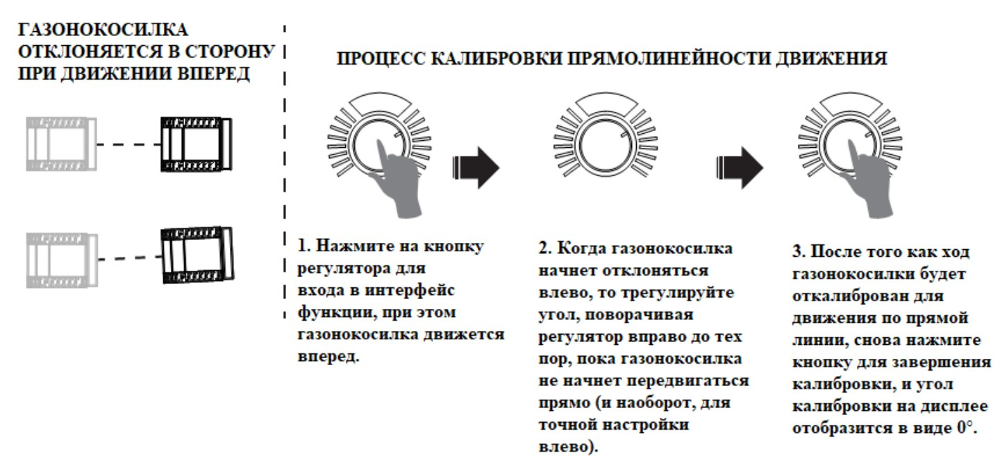 ГАЗОНОКОСИЛКА
ОТКЛОНЯЕТСЯ В СТОРОНУ
ПРИ ДВИЖЕНИИ ВПЕРЕД
ПРОЦЕСС КАЛИБРОВКИ ПРЯМОЛИНЕЙНОСТИ ДВИЖЕНИЯ
1. Нажмите на кнопку
регулятора для
входа в интерфейс
функции, при этом
газонокосилка движется
вперед.
2. Когда газонокосилка
начнет отклоняться
влево, то трегулируйте
угол, поворачивая
регулятор вправо до тех
пор, пока газонокосилка
не начнет передвигаться
прямо (и наоборот, для
точной настройки
влево).
3. После того как ход
газонокосилки будет
откалиброван для
движения по прямой
линии, снова нажмите
кнопку для завершения
калибровки, и угол
калибровки на дисплее
отобразится в виде 0°.